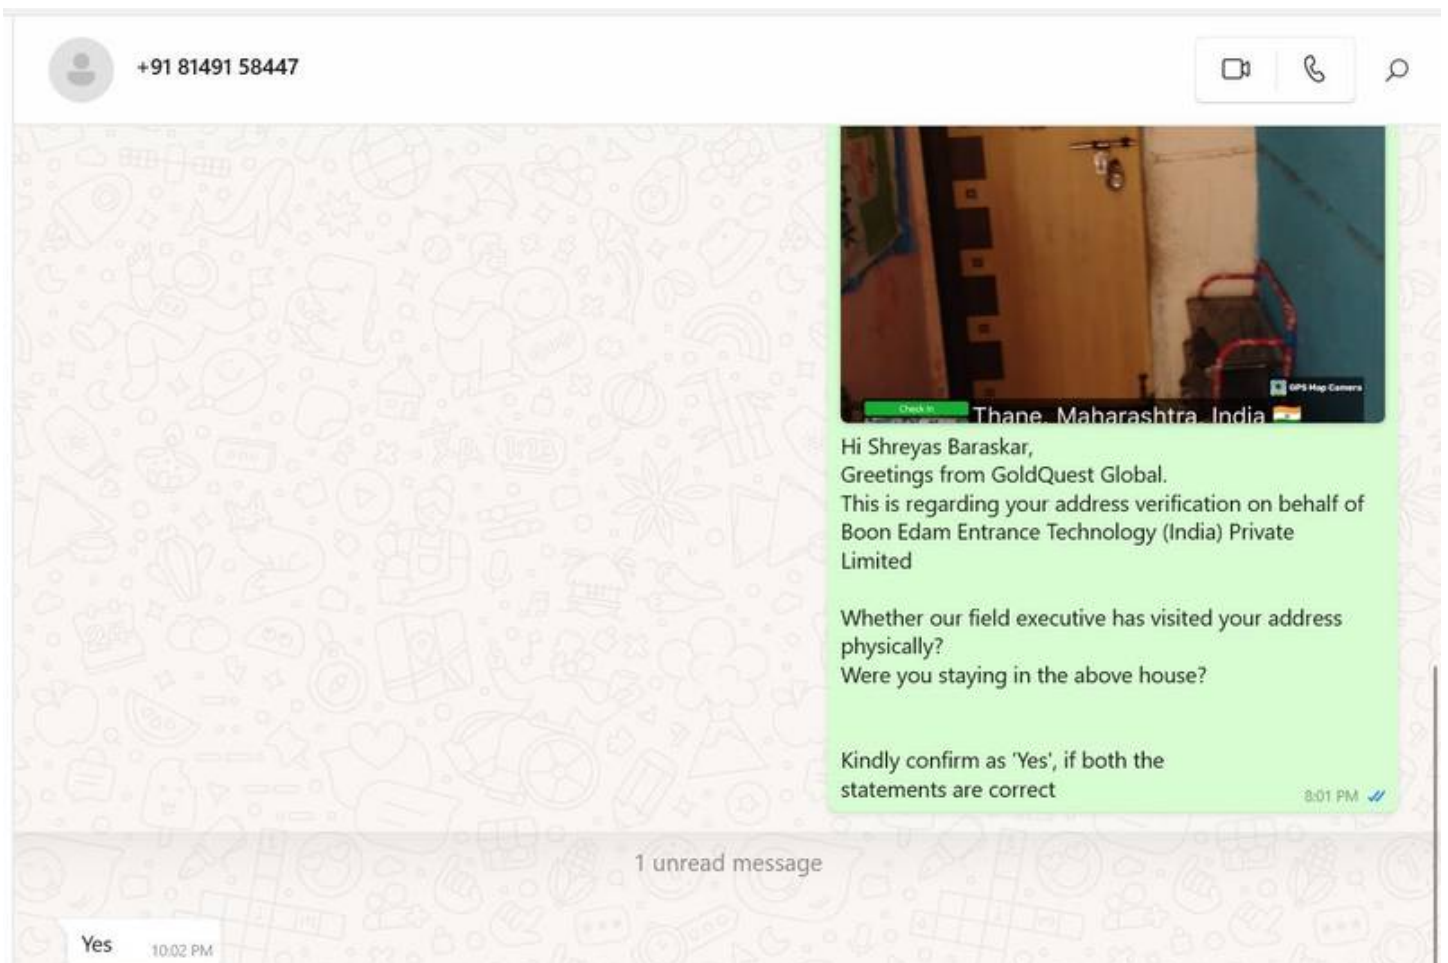 +91 81491 58447
GPS Map Camera
Check In
Thane, Maharashtra, India
Hi Shreyas Baraskar,
Greetings from GoldQuest Global.
This is regarding your address verification on behalf of
Boon Edam Entrance Technology (India) Private
Limited
Whether our field executive has visited your address
physically?
Were you staying in the above house?
Kindly confirm as 'Yes', if both the
statements are correct
8:01 PM
1 unread message
Yes
10:02 PM